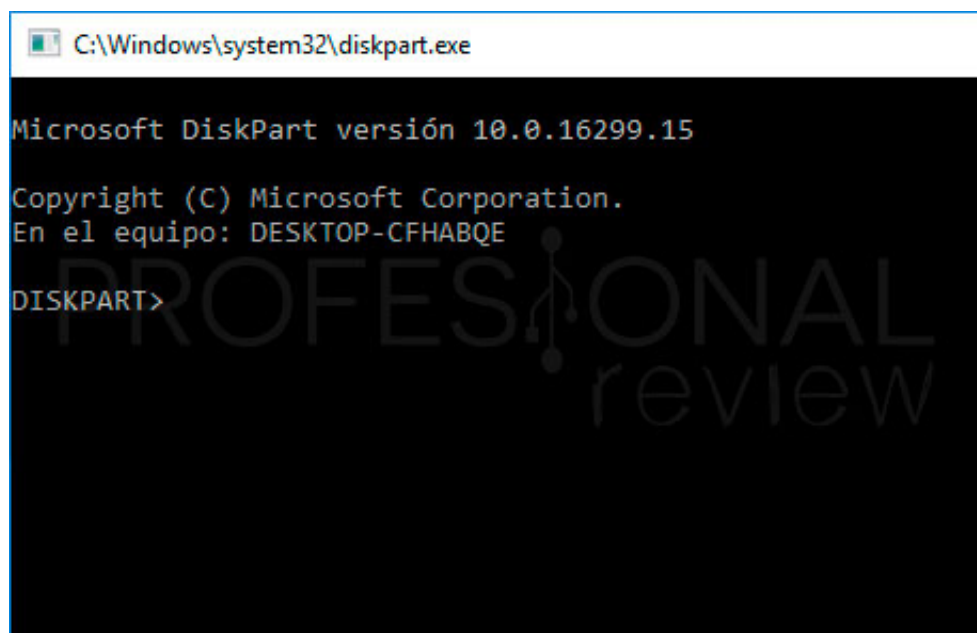 C:\Windows\system32\diskpart.exe
Microsoft DiskPart versión 10.0.16299.15
Copyright (C) Microsoft Corporation.
En el equipo: DESKTOP-CFHABQE
DISKPART>
PROFESIONAL
review